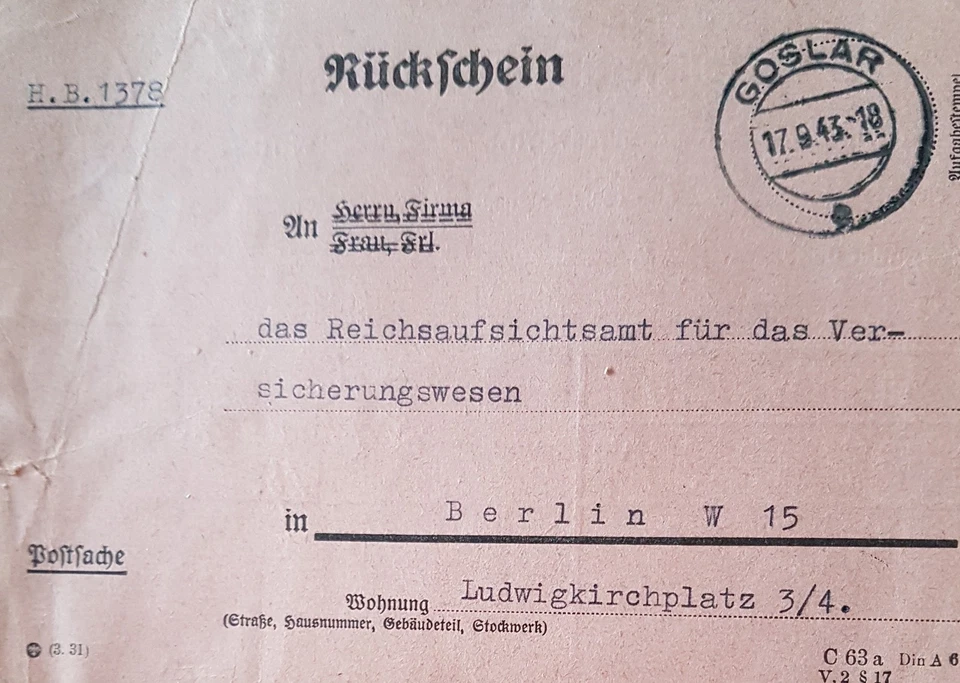 H.B.1378
Rückschein
GOSLAR
17.9.43.-18
Aufgabestempel
An Herrn, Firma
Frau, Frl.
das Reichsaufsichtsamt für das Ver-
sicherungswesen
in Berlin W 15
Postsache
Wohnung Ludwigkirchplatz 3/4.
(Straße, Hausnummer, Gebäudeteil, Stockwerk)
(3. 31)
C 63 a Din A 6
V. 2 § 17